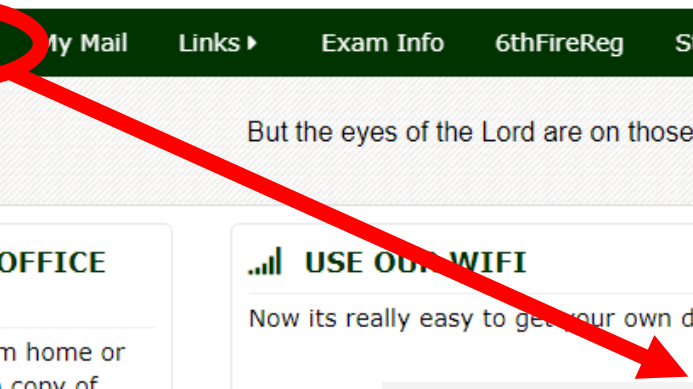 My Mail Links Exam Info 6thFireReg
But the eyes of the Lord are on those
OFFICE
USE OUR WIFI
Now its really easy to get your own
home or
copy of